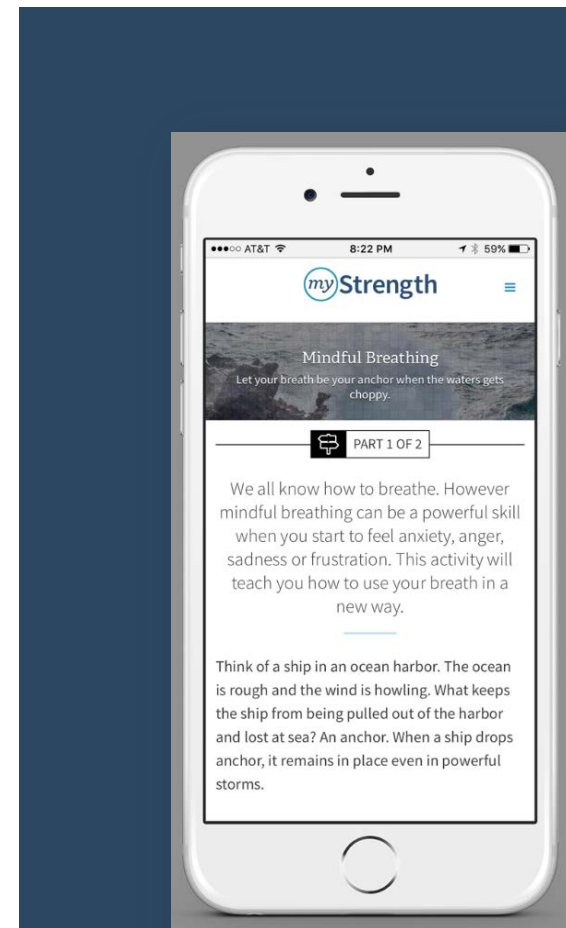 AT&T 8:22 PM 59%
myStrength
Mindful Breathing
Let your breath be your anchor when the waters gets
choppy.
PART 1 OF 2
We all know how to breathe. However
mindful breathing can be a powerful skill
when you start to feel anxiety, anger,
sadness or frustration. This activity will
teach you how to use your breath in a
new way.
Think of a ship in an ocean harbor. The ocean
is rough and the wind is howling. What keeps
the ship from being pulled out of the harbor
and lost at sea? An anchor. When a ship drops
anchor, it remains in place even in powerful
storms.